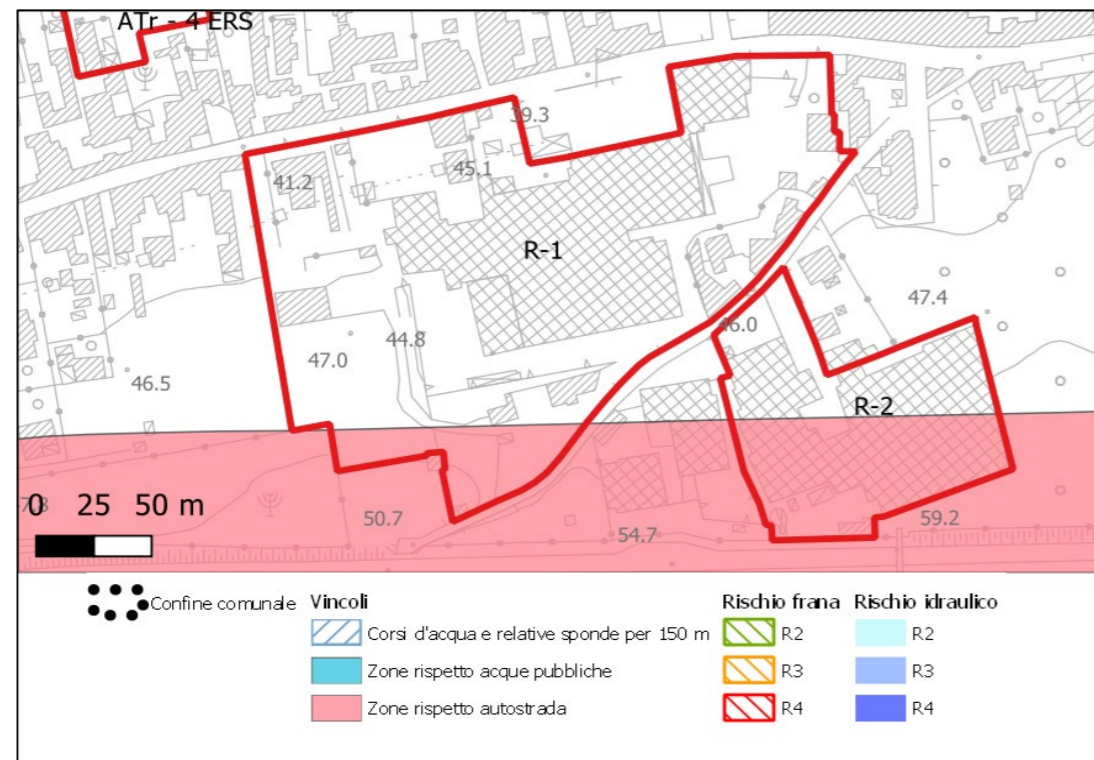 ATr - 4 ERS
39.3
45.1
41.2
R-1
47.4
46.0
44.8
47.0
46.5
R-2
0 25 50 m
50.7
54.7
59.2
Confine comunale
Vincoli
Corsi d'acqua e relative sponde per 150 m
Zone rispetto acque pubbliche
Zone rispetto autostrada
Rischio frana
R2
R3
R4
Rischio idraulico
R2
R3
R4